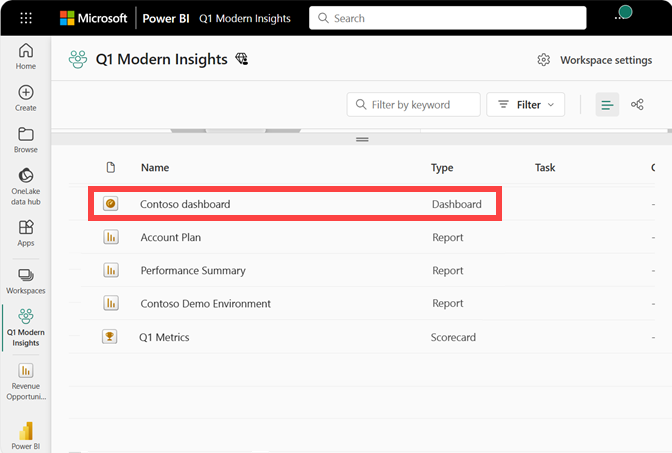 Microsoft Power BI Q1 Modern Insights Search ...
Home
Create
Browse
OneLake
data hub
Apps
Workspaces
Q1 Modern
Insights
Revenue
Opportuni...
Power BI
Q1 Modern Insights Workspace settings
Filter by keyword Filter
Name Type Task
Contoso dashboard Dashboard –
Account Plan Report –
Performance Summary Report –
Contoso Demo Environment Report –
Q1 Metrics Scorecard –